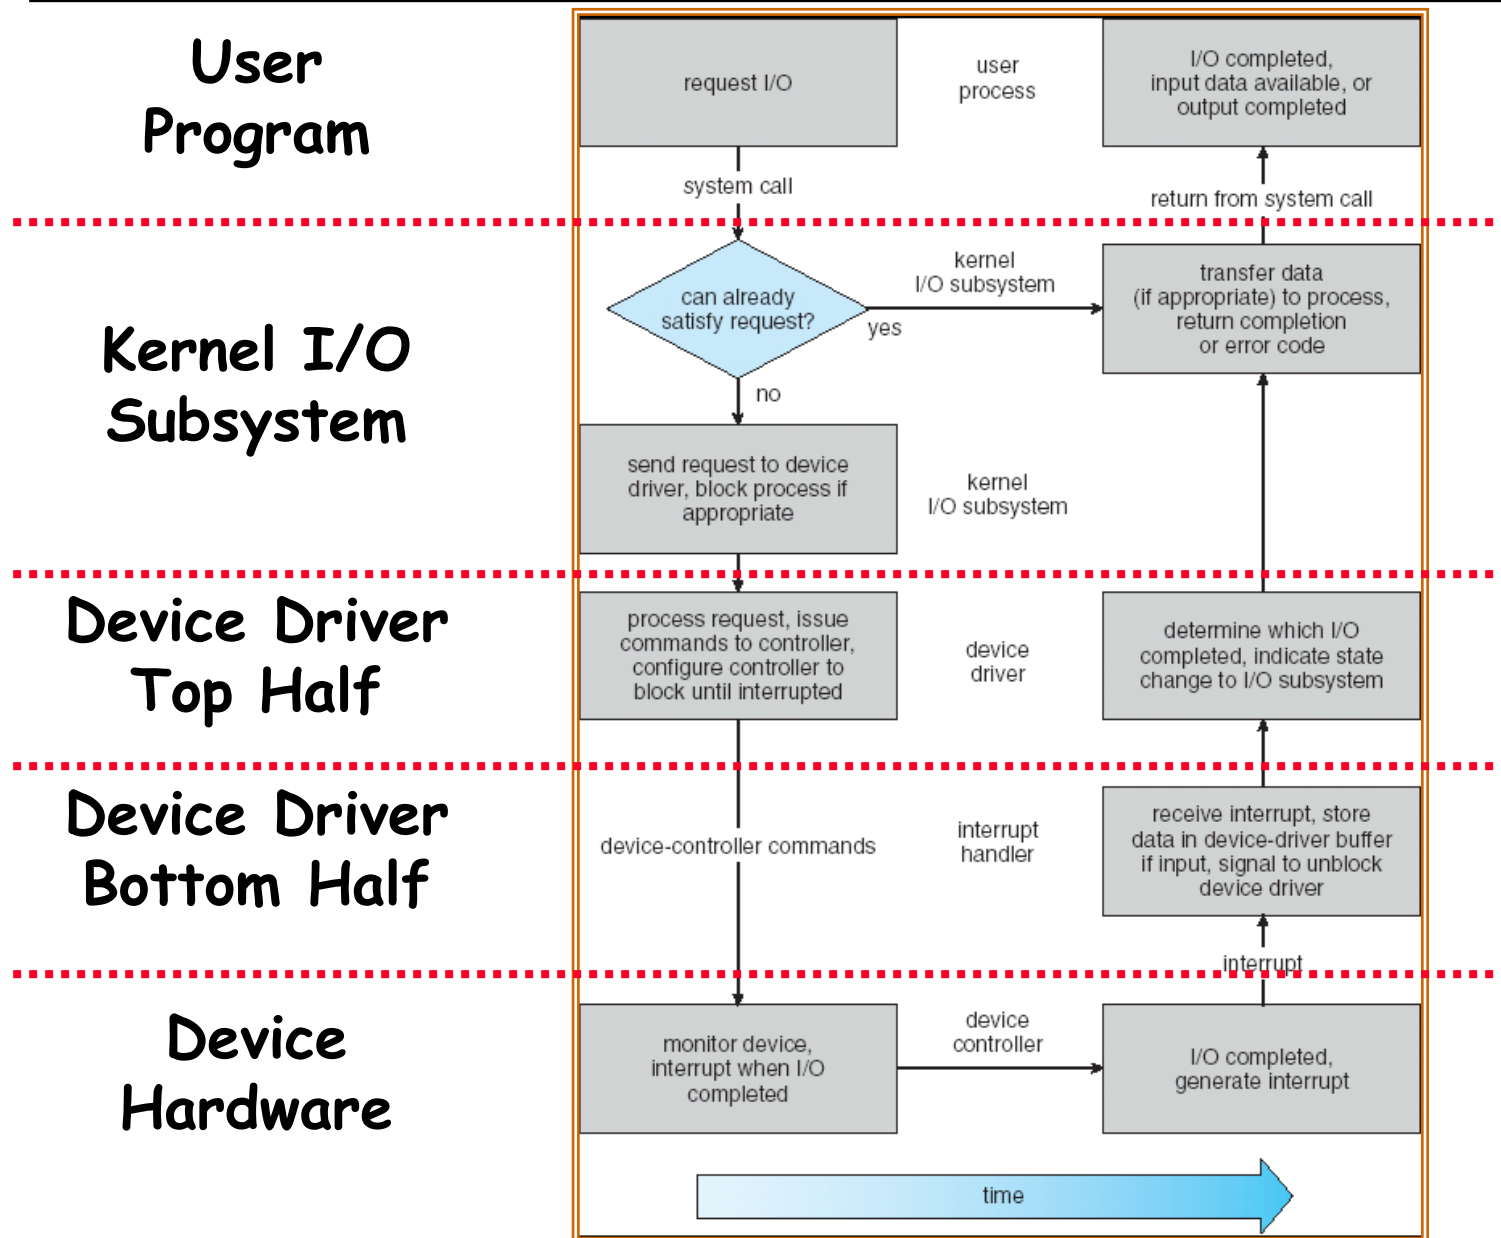 User
Program
request I/O
user
process
I/O completed,
input data available, or
output completed
system call
return from system call
Kernel I/O
Subsystem
can already
satisfy request?
kernel
I/O subsystem
yes
transfer data
(if appropriate) to process,
return completion
or error code
no
send request to device
driver, block process if
appropriate
kernel
I/O subsystem
Device Driver
Top Half
process request, issue
commands to controller,
configure controller to
block until interrupted
device
driver
determine which I/O
completed, indicate state
change to I/O subsystem
Device Driver
Bottom Half
device-controller commands
interrupt
handler
receive interrupt, store
data in device-driver buffer
if input, signal to unblock
device driver
interrupt
Device
Hardware
monitor device,
interrupt when I/O
completed
device
controller
I/O completed,
generate interrupt
time